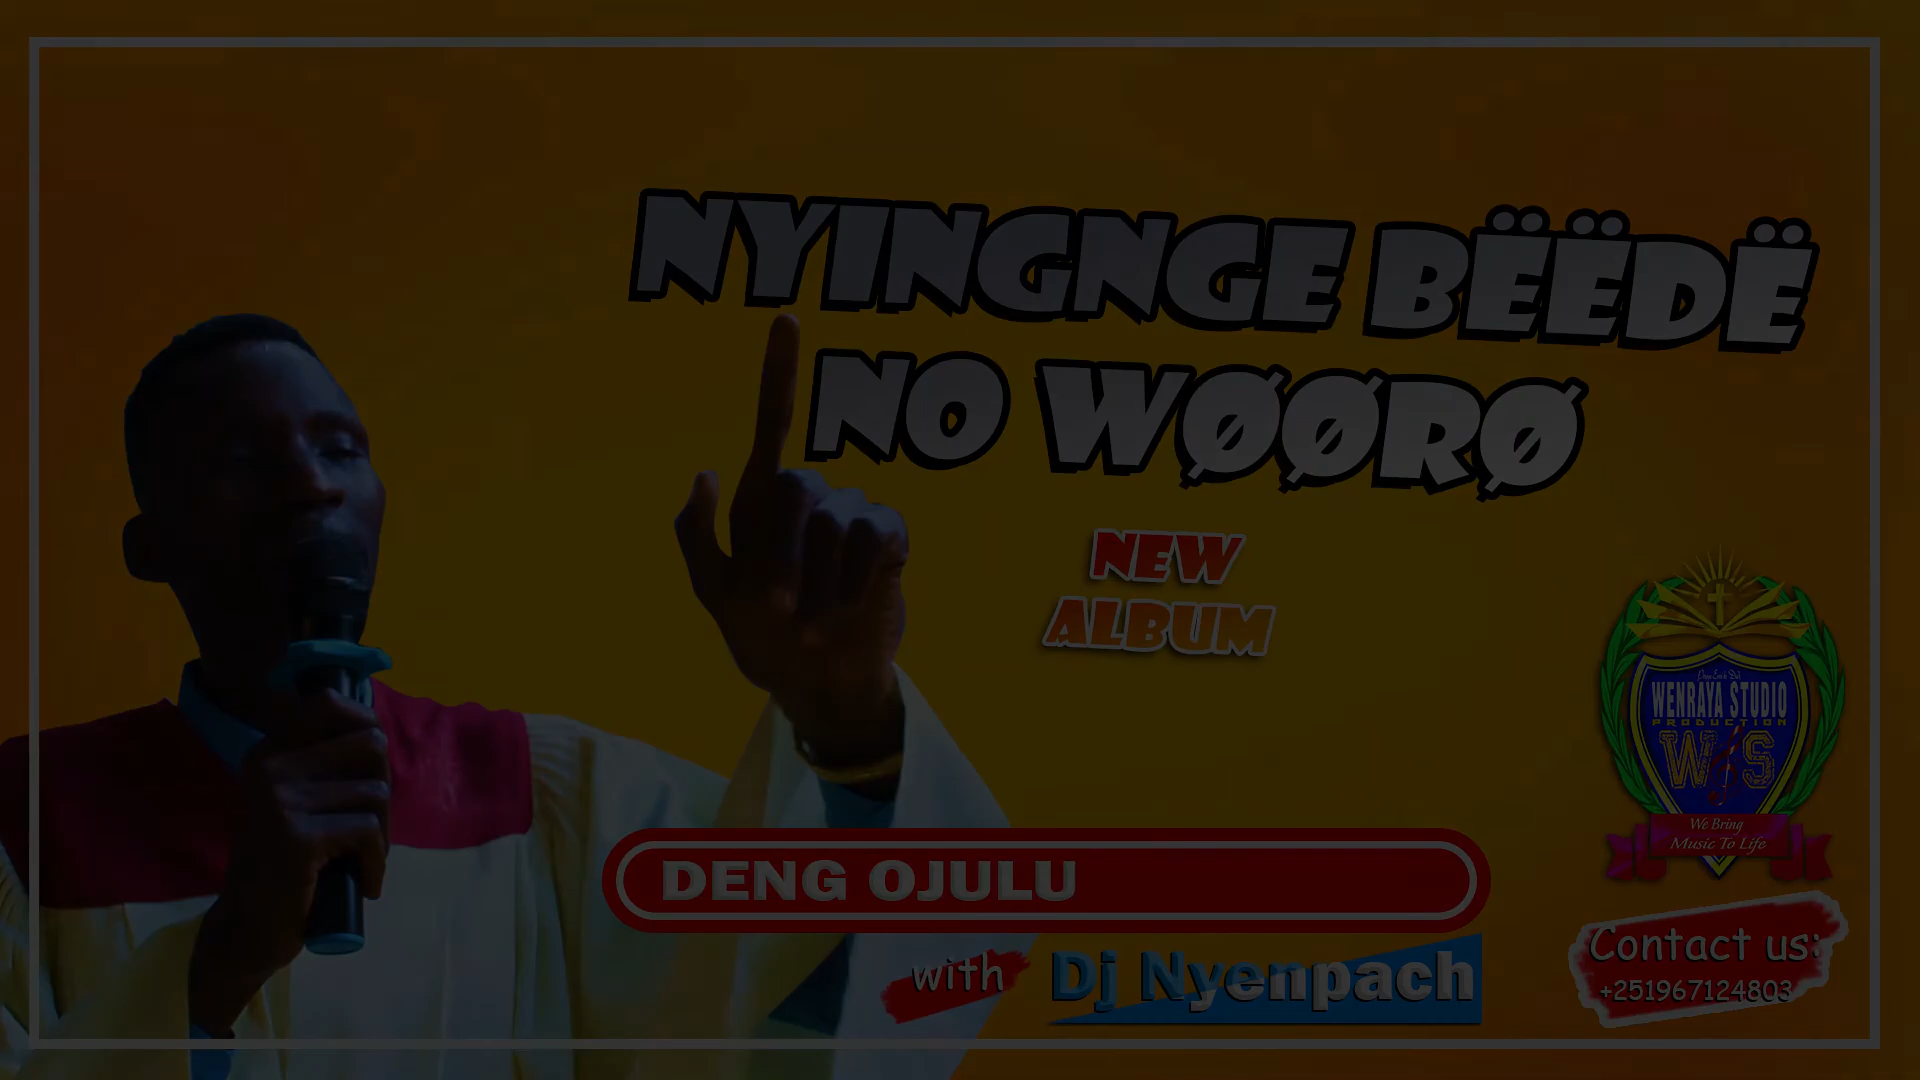 NYINGNGE BËËDË
NO WØØRØ
NEW
ALBUM
WENRAYA STUDIO
PRODUCTION
W S
We Bring
Music To Life
DENG OJULU
with Dj Nyenpach
Contact us:
+251967124803